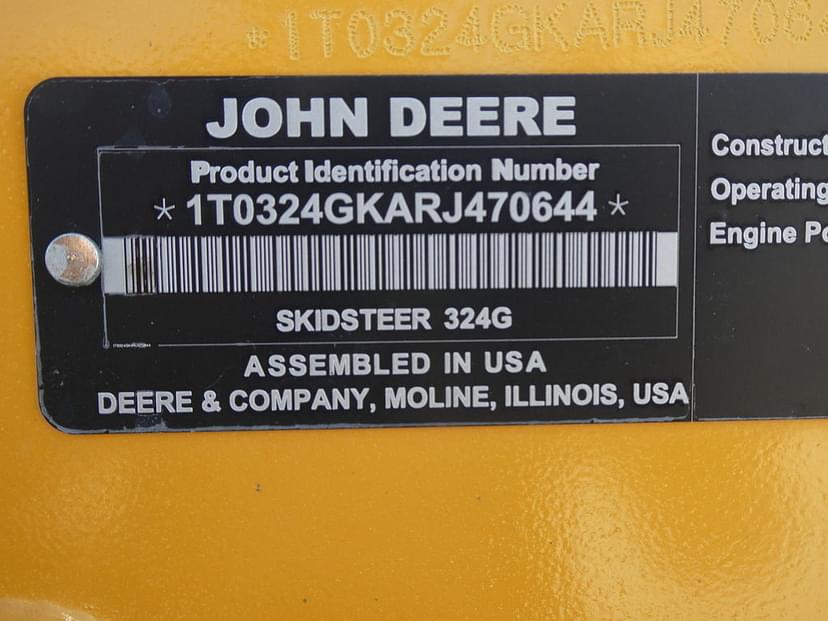 *1T0324GKARJ47064
JOHN DEERE
Product Identification Number
*1T0324GKARJ470644*
SKIDSTEER 324G
ASSEMBLED IN USA
DEERE & COMPANY, MOLINE, ILLINOIS, USA
Construct
Operating
Engine Po